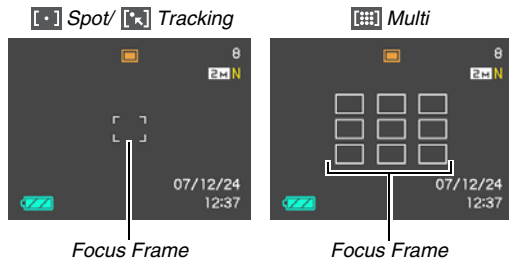 Spot/ Tracking
8
2M N
07/12/24
12:37
Focus Frame
Multi
8
2M N
07/12/24
12:37
Focus Frame